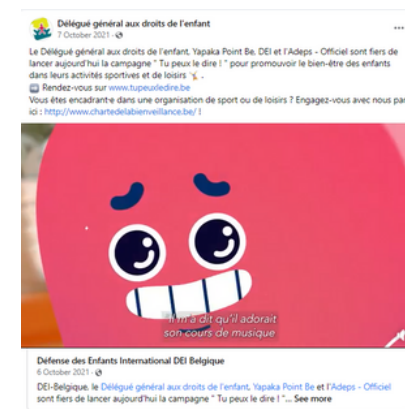 Délégué général aux droits de l'enfant
7 October 2021 ·
Le Délégué général aux droits de l'enfant, Yapaka Point Be, DEI et l'Adeps - Officiel sont fiers de
lancer aujourd'hui la campagne " Tu peux le dire ! " pour promouvoir le bien-être des enfants
dans leurs activités sportives et de loisirs .
Rendez-vous sur www.tupeuxledire.be
Vous êtes encadrant·e dans une organisation de sport ou de loisirs ? Engagez-vous avec nous par
ici : http://www.chartedelabienveillance.be/ !
Il m'a dit qu'il adorait
son cours de musique
Défense des Enfants International DEI Belgique
6 October 2021 ·
DEI-Belgique, le Délégué général aux droits de l'enfant, Yapaka Point Be et l'Adeps - Officiel
sont fiers de lancer aujourd'hui la campagne " Tu peux le dire ! "... See more